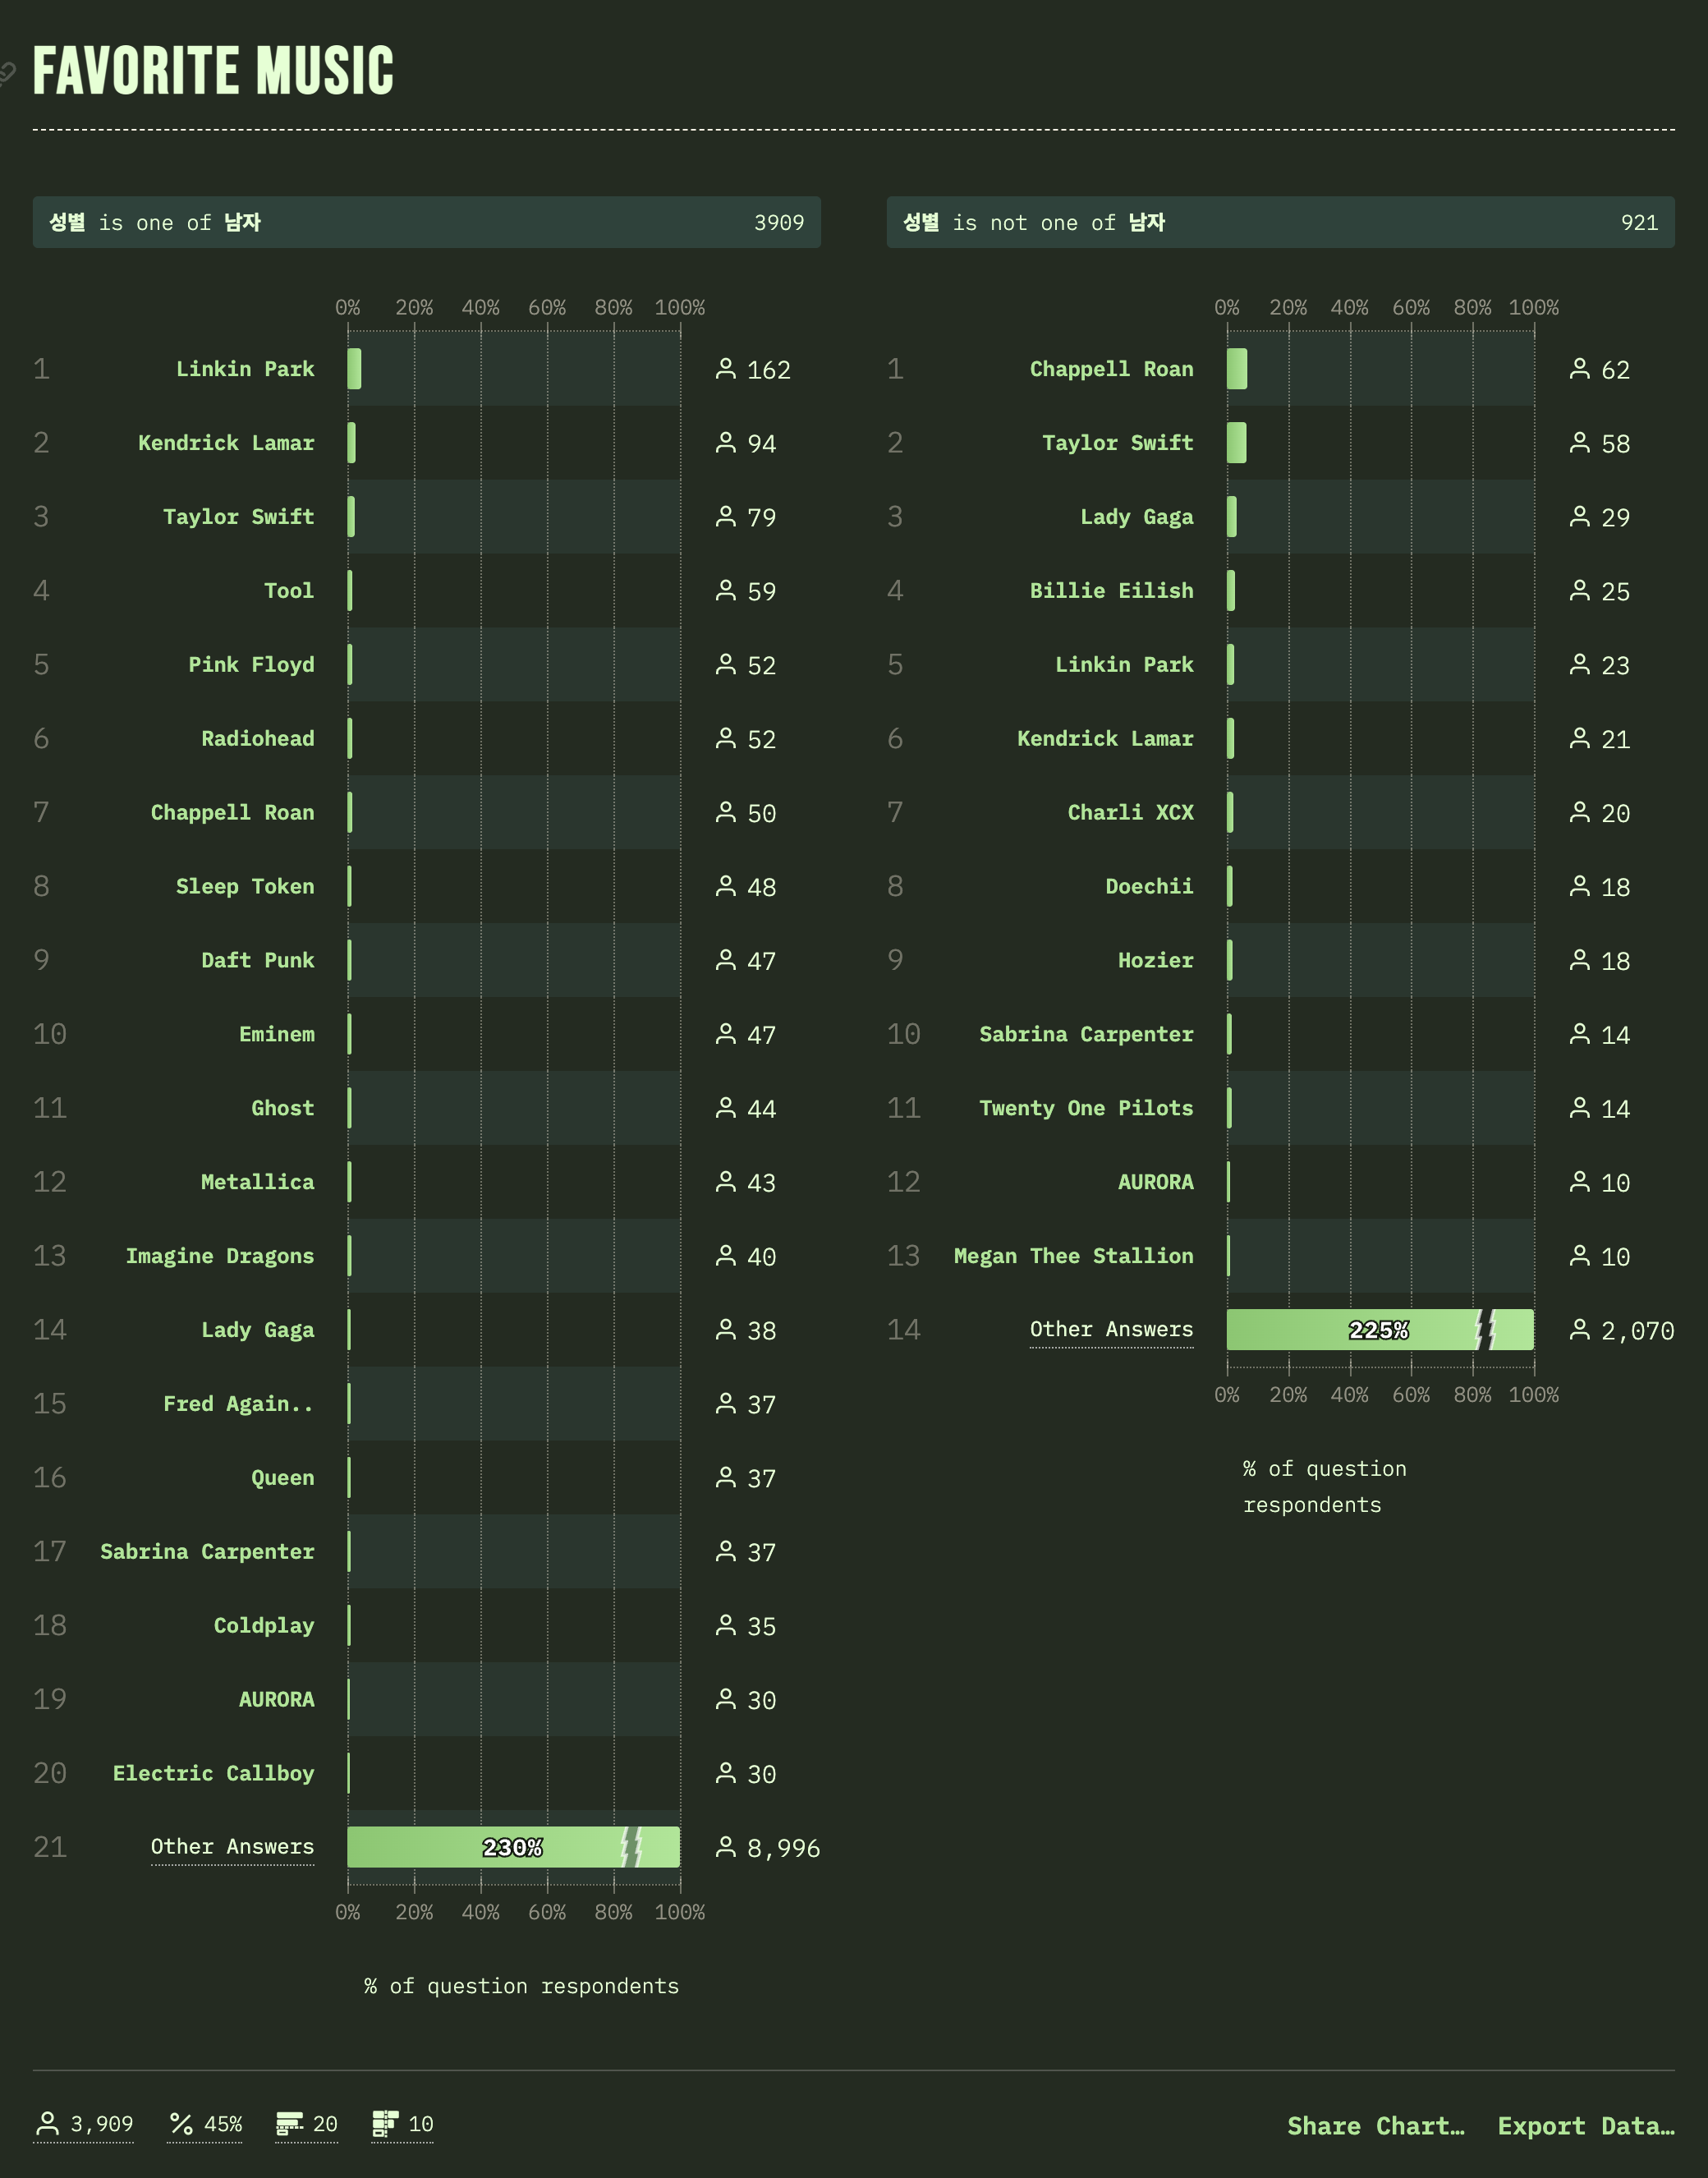 FAVORITE MUSIC
성별 is one of 남자 3909
0% 20% 40% 60% 80% 100%
1 Linkin Park 162
2 Kendrick Lamar 94
3 Taylor Swift 79
4 Tool 59
5 Pink Floyd 52
6 Radiohead 52
7 Chappell Roan 50
8 Sleep Token 48
9 Daft Punk 47
10 Eminem 47
11 Ghost 44
12 Metallica 43
13 Imagine Dragons 40
14 Lady Gaga 38
15 Fred Again.. 37
16 Queen 37
17 Sabrina Carpenter 37
18 Coldplay 35
19 AURORA 30
20 Electric Callboy 30
21 Other Answers 230% 8,996
0% 20% 40% 60% 80% 100%
% of question respondents
성별 is not one of 남자 921
0% 20% 40% 60% 80% 100%
1 Chappell Roan 62
2 Taylor Swift 58
3 Lady Gaga 29
4 Billie Eilish 25
5 Linkin Park 23
6 Kendrick Lamar 21
7 Charli XCX 20
8 Doechii 18
9 Hozier 18
10 Sabrina Carpenter 14
11 Twenty One Pilots 14
12 AURORA 10
13 Megan Thee Stallion 10
14 Other Answers 225% 2,070
0% 20% 40% 60% 80% 100%
% of question
respondents
3,909 45% 20 10 Share Chart… Export Data…